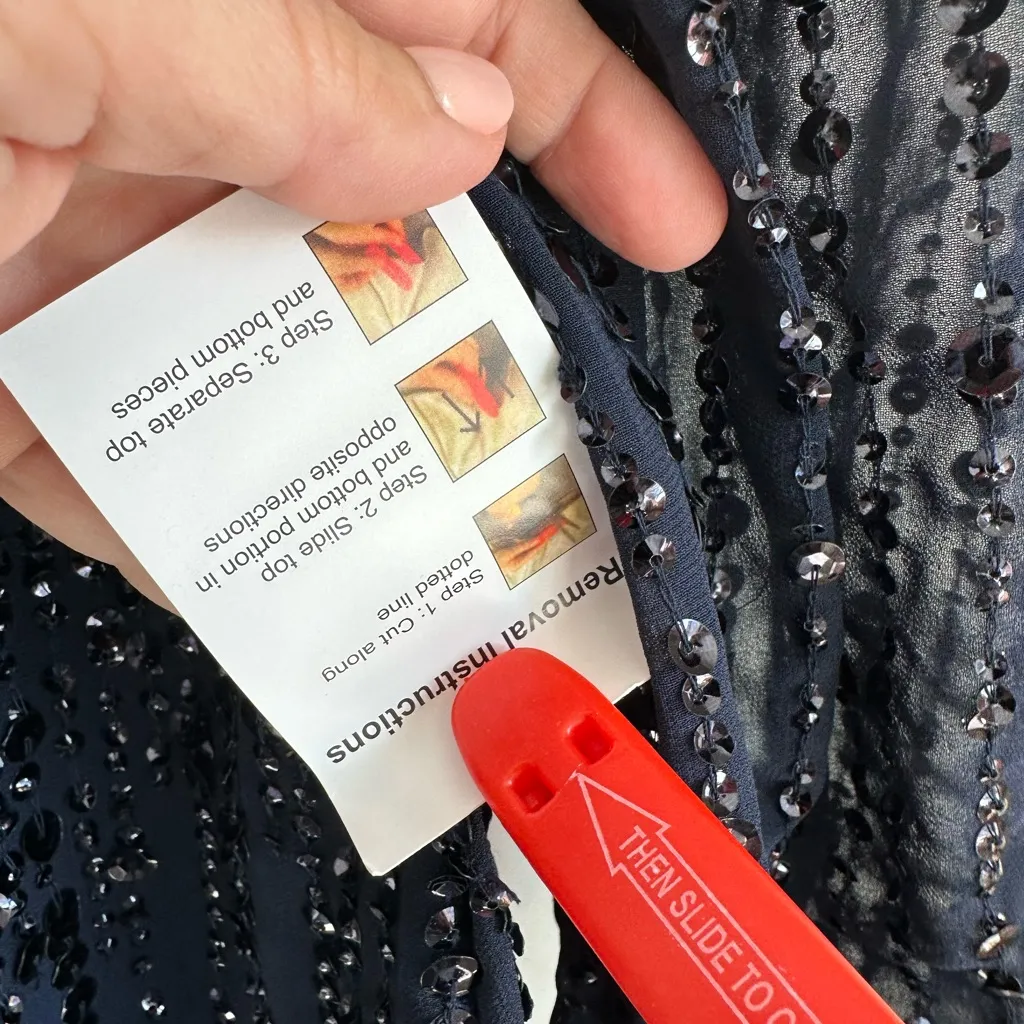 Removal Instructions
Step 1: Cut along
dotted line
Step 2: Slide top
and bottom portion in
opposite directions
Step 3: Separate top
and bottom pieces
THEN SLIDE TO